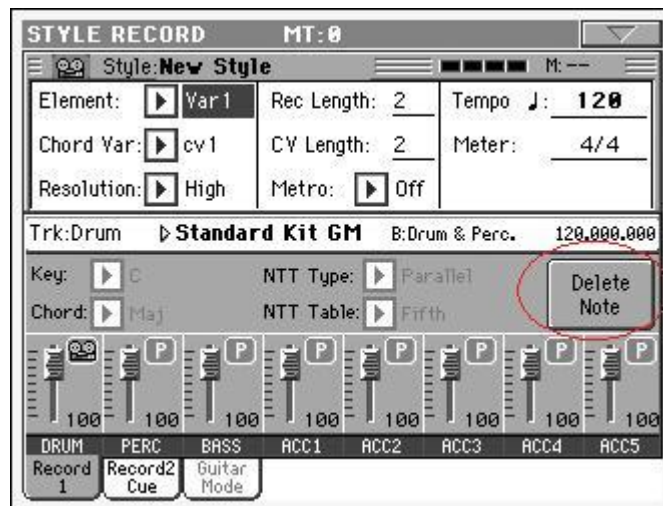 STYLE RECORD MT:0
Style:New Style M:--
Element: Var1 Rec Length: 2 Tempo ♩: 120
Chord Var: cv1 CV Length: 2 Meter: 4/4
Resolution: High Metro: Off
Trk:Drum Standard Kit GM B:Drum & Perc. 120.000.000
Key: C NTT Type: Parallel Delete
Chord: Maj NTT Table: Fifth Note
P P P P P P P
100 100 100 100 100 100 100 100
DRUM PERC BASS ACC1 ACC2 ACC3 ACC4 ACC5
Record Record2 Guitar
1 Cue Mode